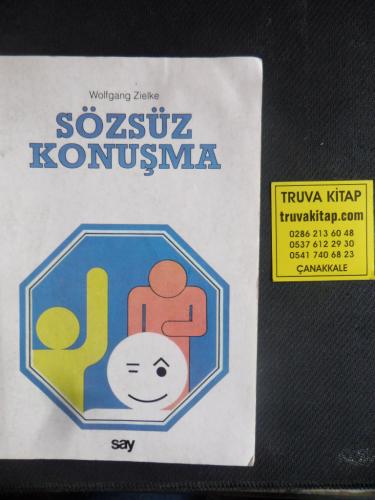 Wolfgang Zielke
SÖZSÜZ
KONUŞMA
say
TRUVA KİTAP
truvakitap.com
0286 213 60 48
0537 612 29 30
0541 740 68 23
ÇANAKKALE